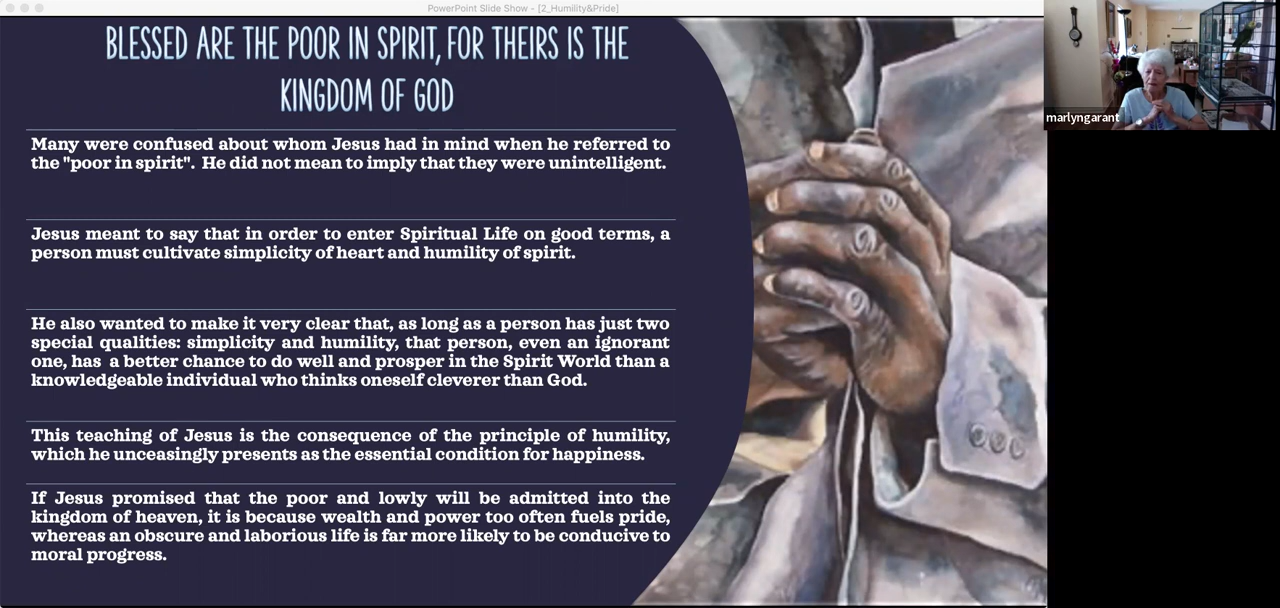 PowerPoint Slide Show - [2_Humility&Pride]
BLESSED ARE THE POOR IN SPIRIT, FOR THEIRS IS THE
KINGDOM OF GOD
marlyngarant
Many were confused about whom Jesus had in mind when he referred to
the "poor in spirit". He did not mean to imply that they were unintelligent.
Jesus meant to say that in order to enter Spiritual Life on good terms, a
person must cultivate simplicity of heart and humility of spirit.
He also wanted to make it very clear that, as long as a person has just two
special qualities: simplicity and humility, that person, even an ignorant
one, has a better chance to do well and prosper in the Spirit World than a
knowledgeable individual who thinks oneself cleverer than God.
This teaching of Jesus is the consequence of the principle of humility,
which he unceasingly presents as the essential condition for happiness.
If Jesus promised that the poor and lowly will be admitted into the
kingdom of heaven, it is because wealth and power too often fuels pride,
whereas an obscure and laborious life is far more likely to be conducive to
moral progress.